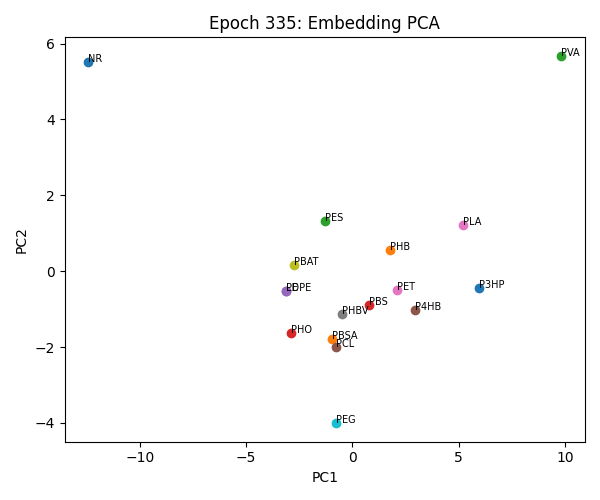 Epoch 335: Embedding PCA
PC2
6
4
2
0
−2
−4
NR
PVA
PES
PLA
PHB
PBAT
P3HP
PET
PBS
P4HB
PHBV
PHO
PBSA
PCL
PEG
−10
−5
0
5
10
PC1